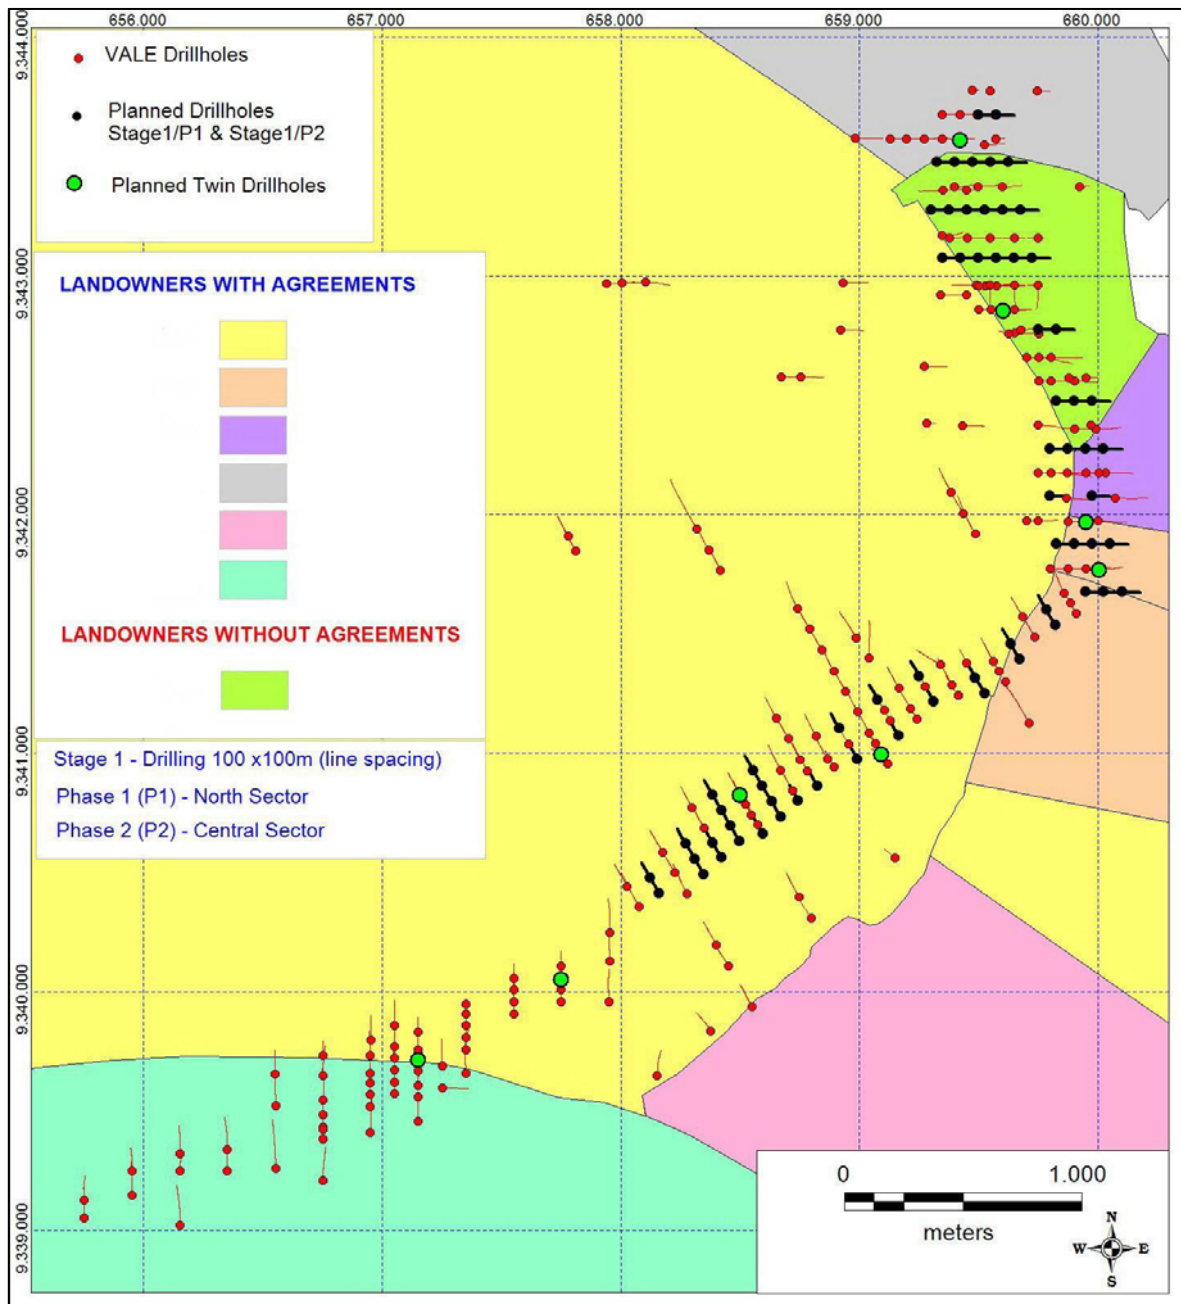 656.000 657.000 658.000 659.000 660.000
9.344.000
VALE Drillholes
Planned Drillholes
Stage1/P1 & Stage1/P2
Planned Twin Drillholes
9.343.000
LANDOWNERS WITH AGREEMENTS
9.342.000
LANDOWNERS WITHOUT AGREEMENTS
9.341.000
Stage 1 - Drilling 100 x100m (line spacing)
Phase 1 (P1) - North Sector
Phase 2 (P2) - Central Sector
9.340.000
9.339.000
0 1.000
meters
N
W E
S